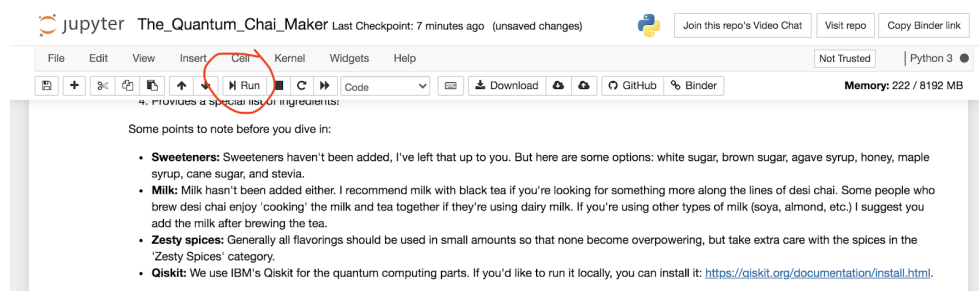 jupyter The_Quantum_Chai_Maker Last Checkpoint: 7 minutes ago (unsaved changes) Join this repo's Video Chat Visit repo Copy Binder link
File Edit View Insert Cell Kernel Widgets Help Not Trusted Python 3
Run Code Download GitHub Binder Memory: 222 / 8192 MB
4. Provides a special list of ingredients!
Some points to note before you dive in:
• Sweeteners: Sweeteners haven't been added, I've left that up to you. But here are some options: white sugar, brown sugar, agave syrup, honey, maple
syrup, cane sugar, and stevia.
• Milk: Milk hasn't been added either. I recommend milk with black tea if you're looking for something more along the lines of desi chai. Some people who
brew desi chai enjoy 'cooking' the milk and tea together if they're using dairy milk. If you're using other types of milk (soya, almond, etc.) I suggest you
add the milk after brewing the tea.
• Zesty spices: Generally all flavorings should be used in small amounts so that none become overpowering, but take extra care with the spices in the
'Zesty Spices' category.
• Qiskit: We use IBM's Qiskit for the quantum computing parts. If you'd like to run it locally, you can install it: https://qiskit.org/documentation/install.html.